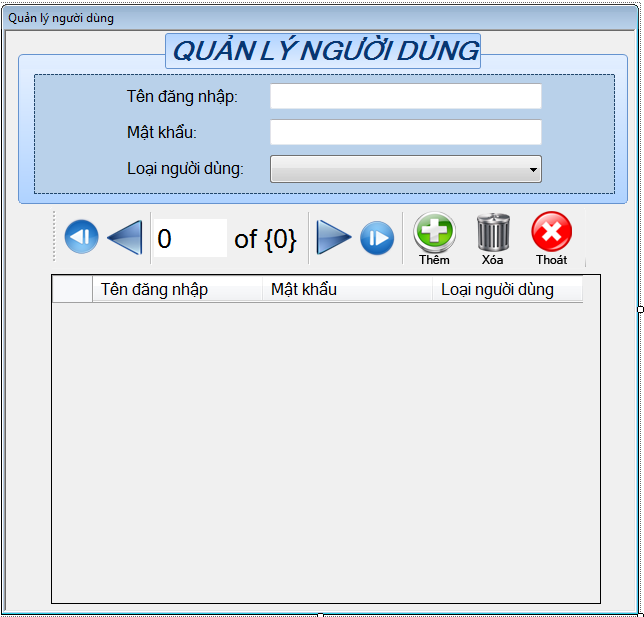 Quản lý người dùng
QUẢN LÝ NGƯỜI DÙNG
Tên đăng nhập:
Mật khẩu:
Loại người dùng:
0 of {0}
Thêm Xóa Thoát
Tên đăng nhập Mật khẩu Loại người dùng